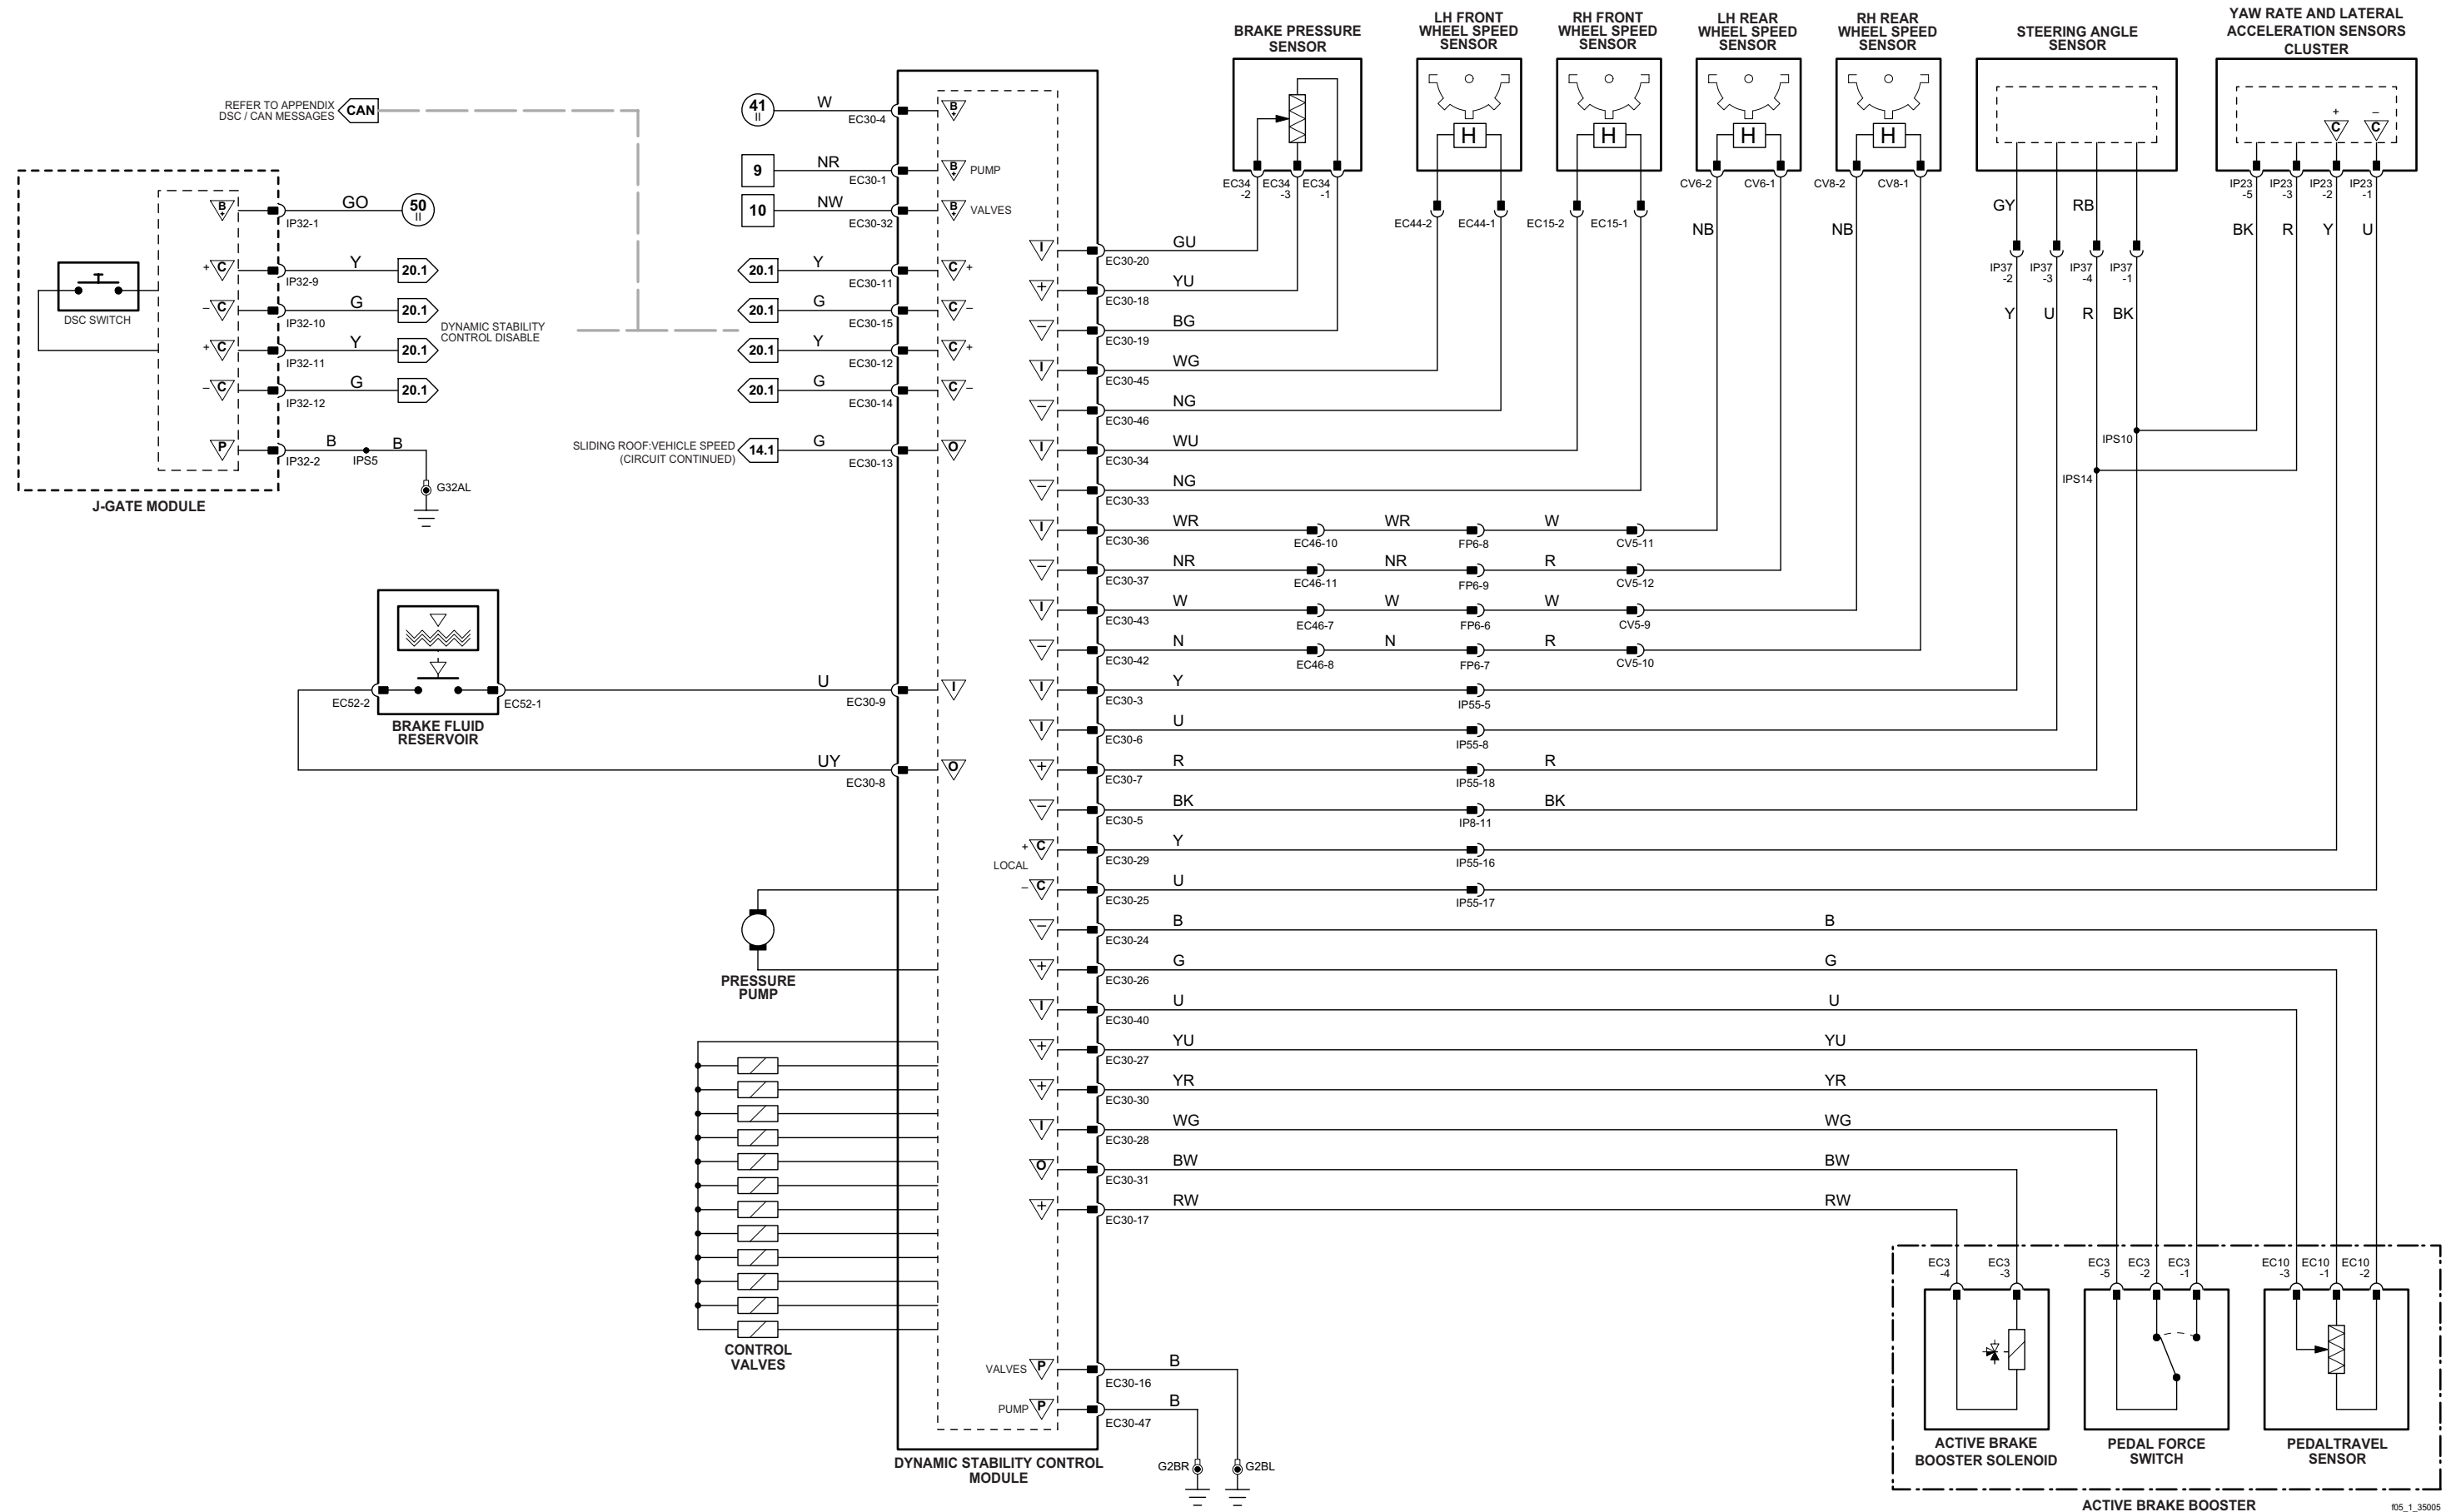 BRAKE PRESSURE
SENSOR
LH FRONT
WHEEL SPEED
SENSOR
RH FRONT
WHEEL SPEED
SENSOR
LH REAR
WHEEL SPEED
SENSOR
RH REAR
WHEEL SPEED
SENSOR
STEERING ANGLE
SENSOR
YAW RATE AND LATERAL
ACCELERATION SENSORS
CLUSTER
H
H
H
H
+
–
C
C
EC34
-2
EC34
-3
EC34
-1
EC44-2
EC44-1
EC15-2
EC15-1
CV6-2
CV6-1
CV8-2
CV8-1
NB
NB
GY
RB
IP37
-2
IP37
-3
IP37
-4
IP37
-1
Y
U
R
BK
IP23
-5
IP23
-3
IP23
-2
IP23
-1
BK
R
Y
U
IPS10
IPS14
REFER TO APPENDIX
DSC / CAN MESSAGES
CAN
DSC SWITCH
B
+
IP32-1
GO
50
II
+
C
IP32-9
Y
20.1
–
C
IP32-10
G
20.1
DYNAMIC STABILITY
CONTROL DISABLE
+
C
IP32-11
Y
20.1
–
C
IP32-12
G
20.1
P
IP32-2
B
IPS5
B
G32AL
J-GATE MODULE
41
II
W
EC30-4
B
+
9
NR
EC30-1
B
+
PUMP
10
NW
EC30-32
B
+
VALVES
20.1
Y
EC30-11
C
+
20.1
G
EC30-15
C
–
20.1
Y
EC30-12
C
+
20.1
G
EC30-14
C
–
SLIDING ROOF:VEHICLE SPEED
(CIRCUIT CONTINUED)
14.1
G
EC30-13
O
EC52-2
EC52-1
BRAKE FLUID
RESERVOIR
U
EC30-9
I
UY
EC30-8
O
PRESSURE
PUMP
CONTROL
VALVES
I
EC30-20
GU
+
EC30-18
YU
–
EC30-19
BG
I
EC30-45
WG
–
EC30-46
NG
I
EC30-34
WU
–
EC30-33
NG
I
EC30-36
WR
EC46-10
WR
FP6-8
W
CV5-11
–
EC30-37
NR
EC46-11
NR
FP6-9
R
CV5-12
I
EC30-43
W
EC46-7
W
FP6-6
W
CV5-9
–
EC30-42
N
EC46-8
N
FP6-7
R
CV5-10
I
EC30-3
Y
IP55-5
I
EC30-6
U
IP55-8
+
EC30-7
R
IP55-18
R
–
EC30-5
BK
IP8-11
BK
LOCAL
+
C
EC30-29
Y
IP55-16
–
C
EC30-25
U
IP55-17
–
EC30-24
B
B
+
EC30-26
G
G
I
EC30-40
U
U
+
EC30-27
YU
YU
+
EC30-30
YR
YR
I
EC30-28
WG
WG
O
EC30-31
BW
BW
+
EC30-17
RW
RW
VALVES
P
EC30-16
B
PUMP
P
EC30-47
B
G2BR
G2BL
DYNAMIC STABILITY CONTROL
MODULE
EC3
-4
EC3
-3
EC3
-5
EC3
-2
EC3
-1
EC10
-3
EC10
-1
EC10
-2
ACTIVE BRAKE
BOOSTER SOLENOID
PEDAL FORCE
SWITCH
PEDALTRAVEL
SENSOR
ACTIVE BRAKE BOOSTER
f05_1_35005